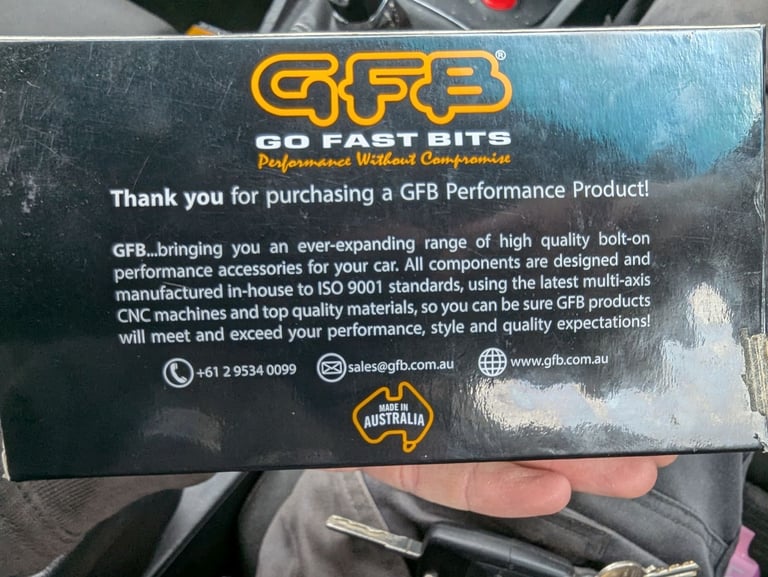 GFB®
GO FAST BITS
Performance Without Compromise
Thank you for purchasing a GFB Performance Product!
GFB...bringing you an ever-expanding range of high quality bolt-on
performance accessories for your car. All components are designed and
manufactured in-house to ISO 9001 standards, using the latest multi-axis
CNC machines and top quality materials, so you can be sure GFB products
will meet and exceed your performance, style and quality expectations!
+61 2 9534 0099 sales@gfb.com.au www.gfb.com.au
MADE IN
AUSTRALIA